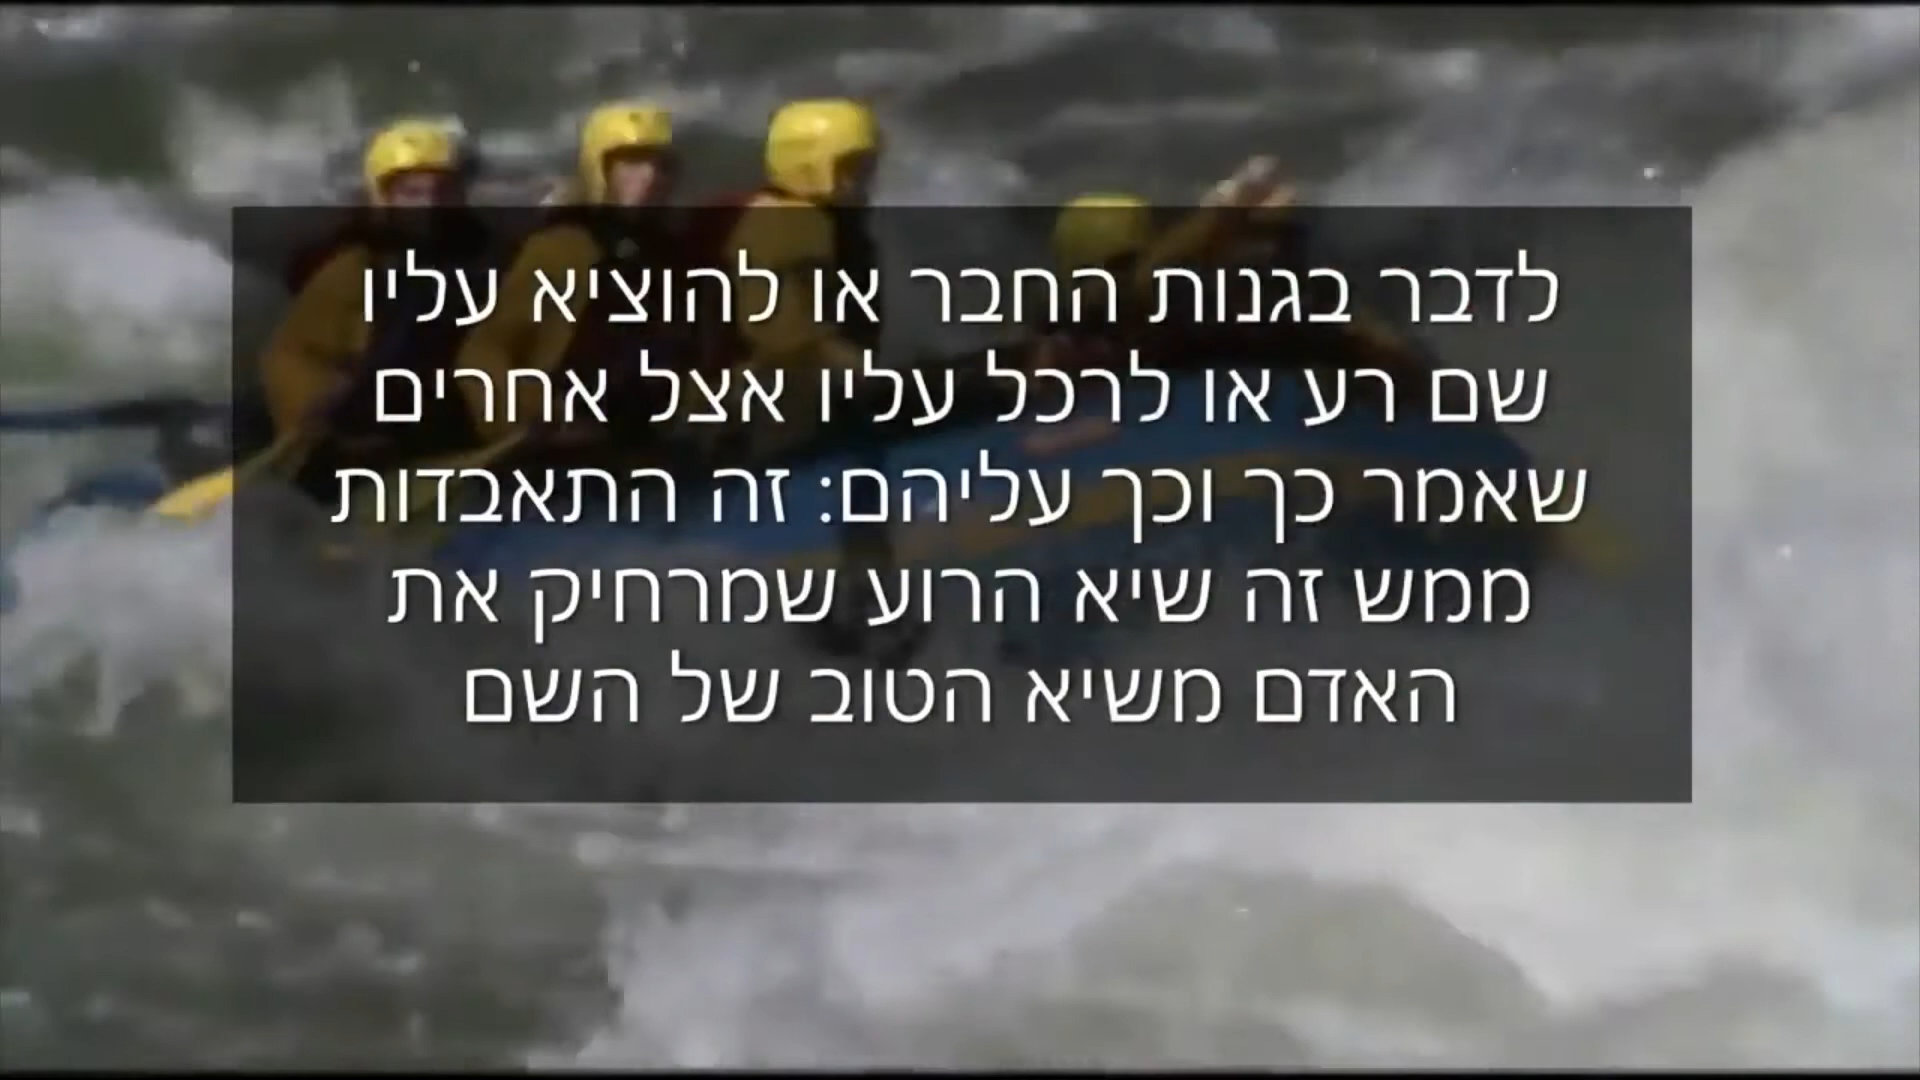 לדבר בגנות החבר או להוציא עליו
שם רע או לרכל עליו אצל אחרים
שאמר כך וכך עליהם: זה התאבדות
ממש זה שיא הרוע שמרחיק את
האדם משיא הטוב של השם